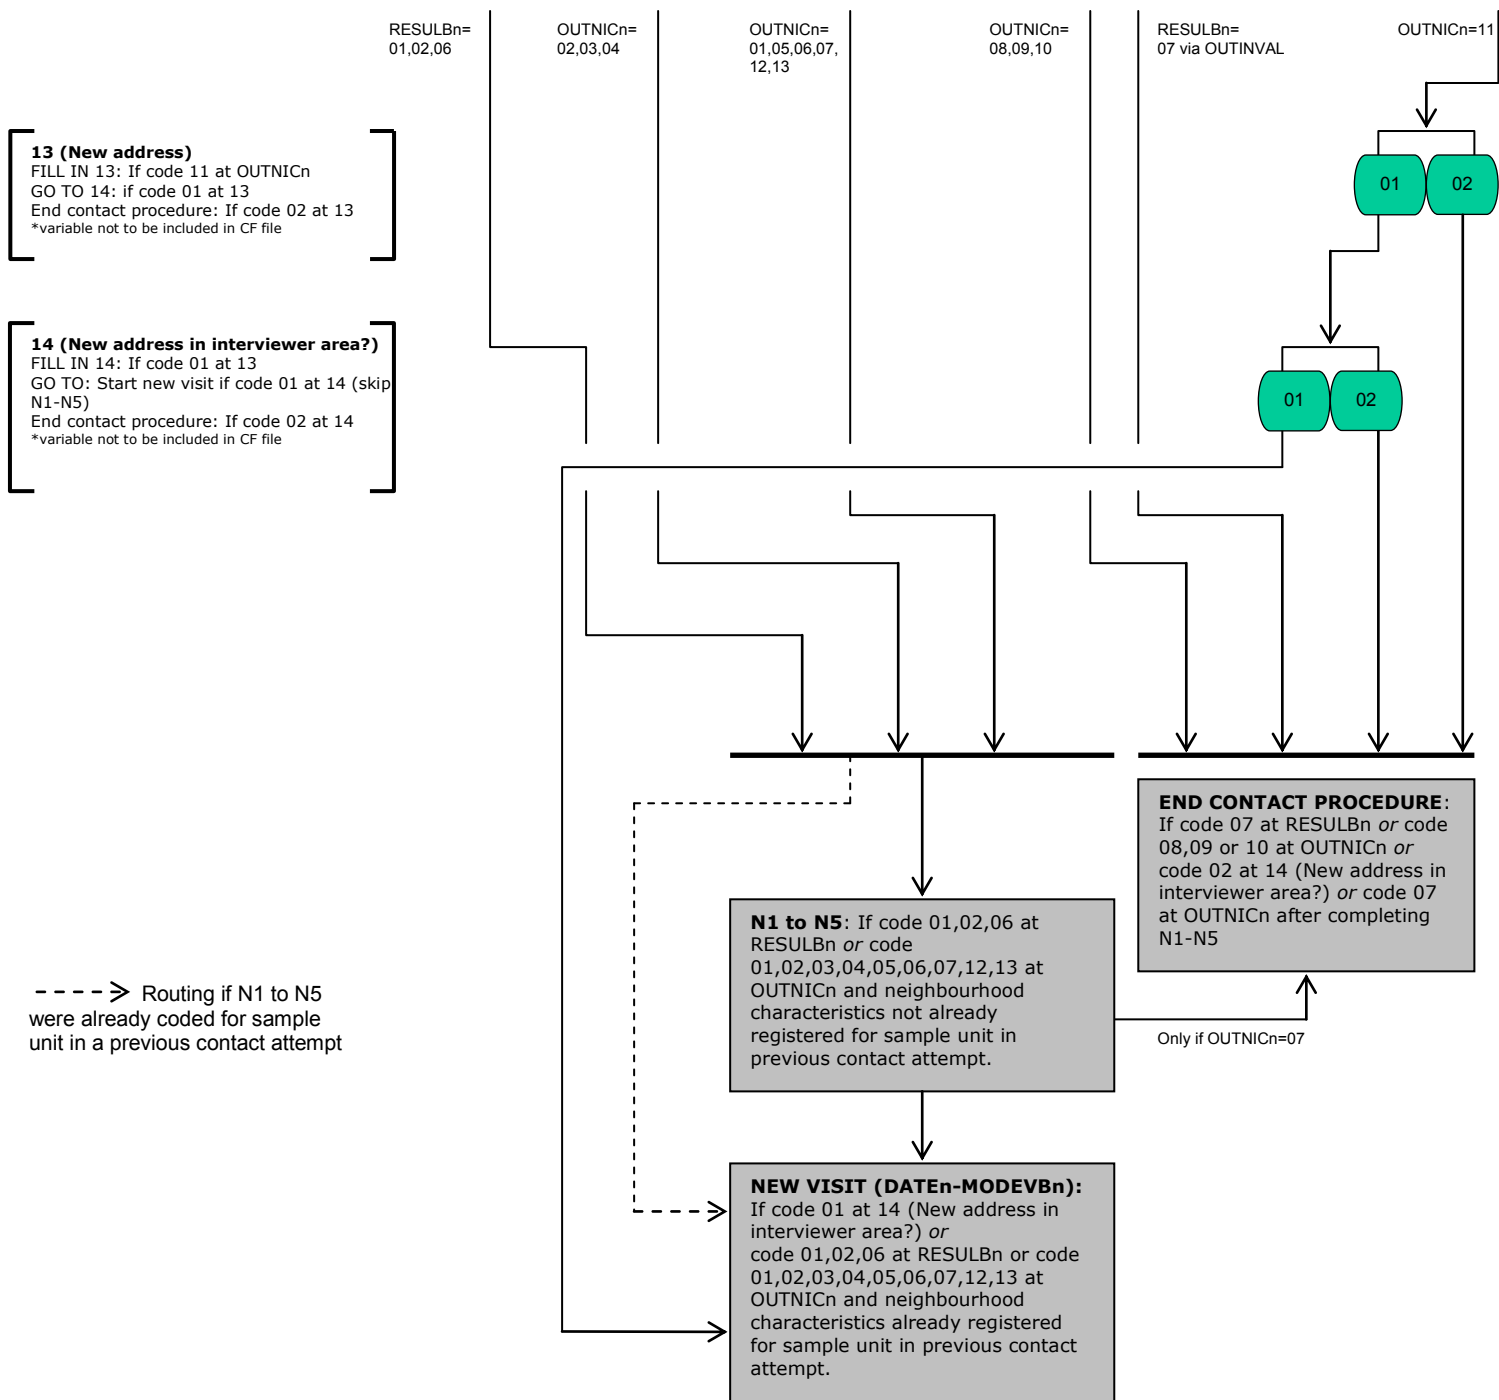 RESULBn=
01,02,06
OUTNICn=
02,03,04
OUTNICn=
01,05,06,07,
12,13
OUTNICn=
08,09,10
RESULBn=
07 via OUTINVAL
OUTNICn=11
13 (New address)
FILL IN 13: If code 11 at OUTNICn
GO TO 14: if code 01 at 13
End contact procedure: If code 02 at 13
*variable not to be included in CF file
01
02
14 (New address in interviewer area?)
FILL IN 14: If code 01 at 13
GO TO: Start new visit if code 01 at 14 (skip
N1-N5)
End contact procedure: If code 02 at 14
*variable not to be included in CF file
01
02
END CONTACT PROCEDURE:
If code 07 at RESULBn or code
08,09 or 10 at OUTNICn or
code 02 at 14 (New address in
interviewer area?) or code 07
at OUTNICn after completing
N1-N5
N1 to N5: If code 01,02,06 at
RESULBn or code
01,02,03,04,05,06,07,12,13 at
OUTNICn and neighbourhood
characteristics not already
registered for sample unit in
previous contact attempt.
Only if OUTNICn=07
Routing if N1 to N5
were already coded for sample
unit in a previous contact attempt
NEW VISIT (DATEn-MODEVBn):
If code 01 at 14 (New address in
interviewer area?) or
code 01,02,06 at RESULBn or code
01,02,03,04,05,06,07,12,13 at
OUTNICn and neighbourhood
characteristics already registered
for sample unit in previous contact
attempt.